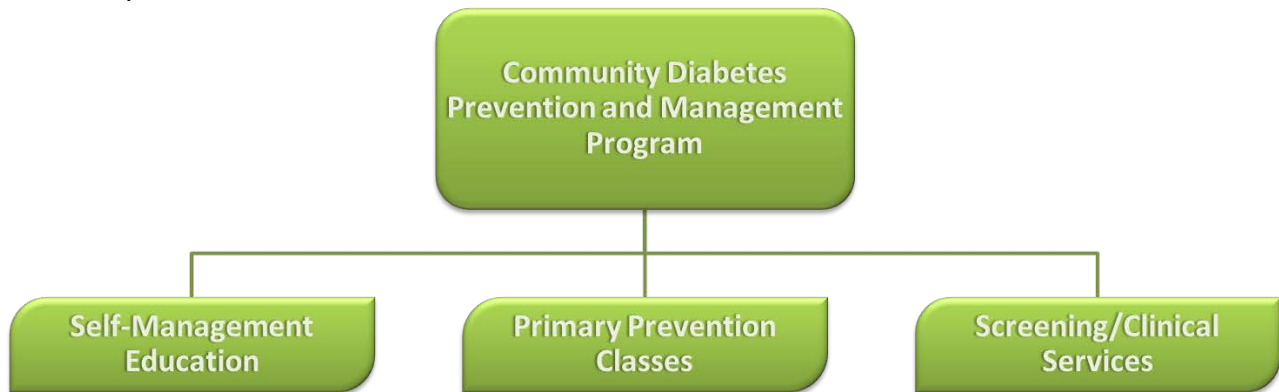 Community Diabetes
Prevention and Management
Program
Self-Management
Education
Primary Prevention
Classes
Screening/Clinical
Services